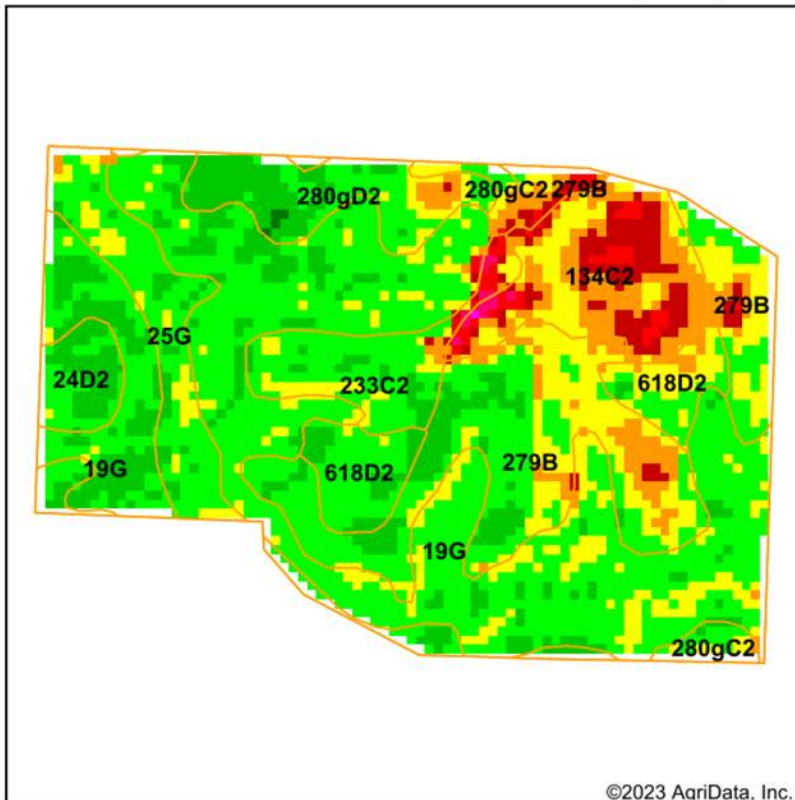 280gD2
280gC2
279B
134C2
279B
25G
24D2
233C2
618D2
19G
618D2
279B
19G
280gC2
©2023 AgriData, Inc.